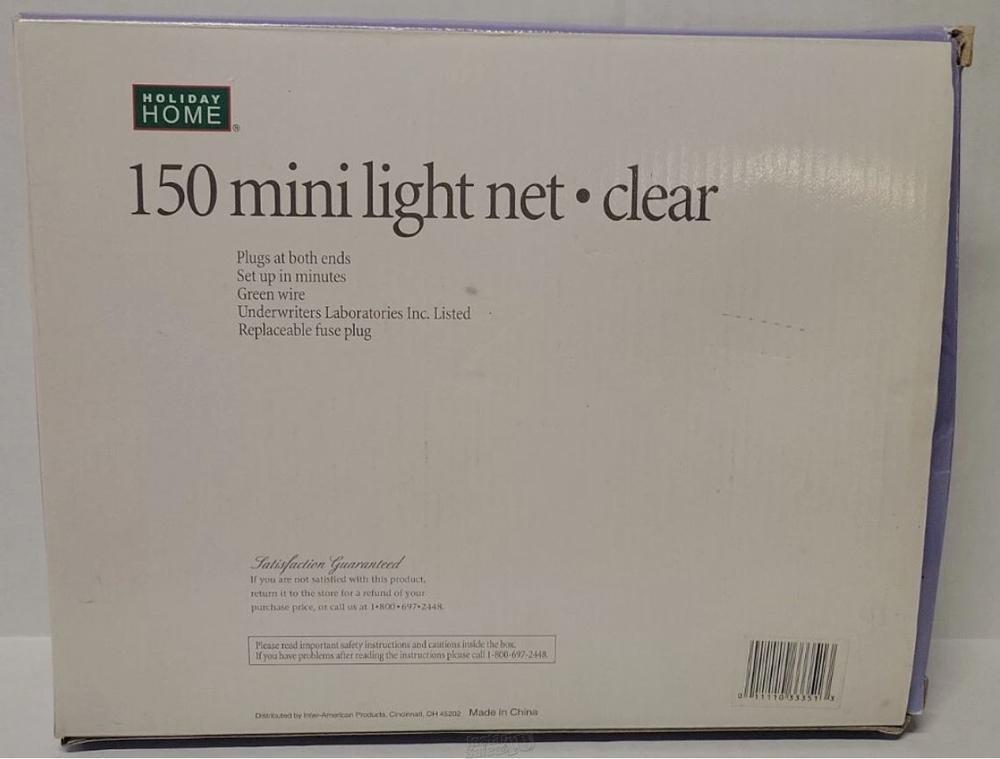 HOLIDAY
HOME®
150 mini light net • clear
Plugs at both ends
Set up in minutes
Green wire
Underwriters Laboratories Inc. Listed
Replaceable fuse plug
Satisfaction Guaranteed
If you are not satisfied with this product,
return it to the store for a refund of your
purchase price, or call us at 1•800•697•2448.
Please read important safety instructions and cautions inside the box.
If you have problems after reading the instructions please call 1-800-697-2448.
Distributed by Inter-American Products, Cincinnati, OH 45202 Made in China
0 11110 33351 3